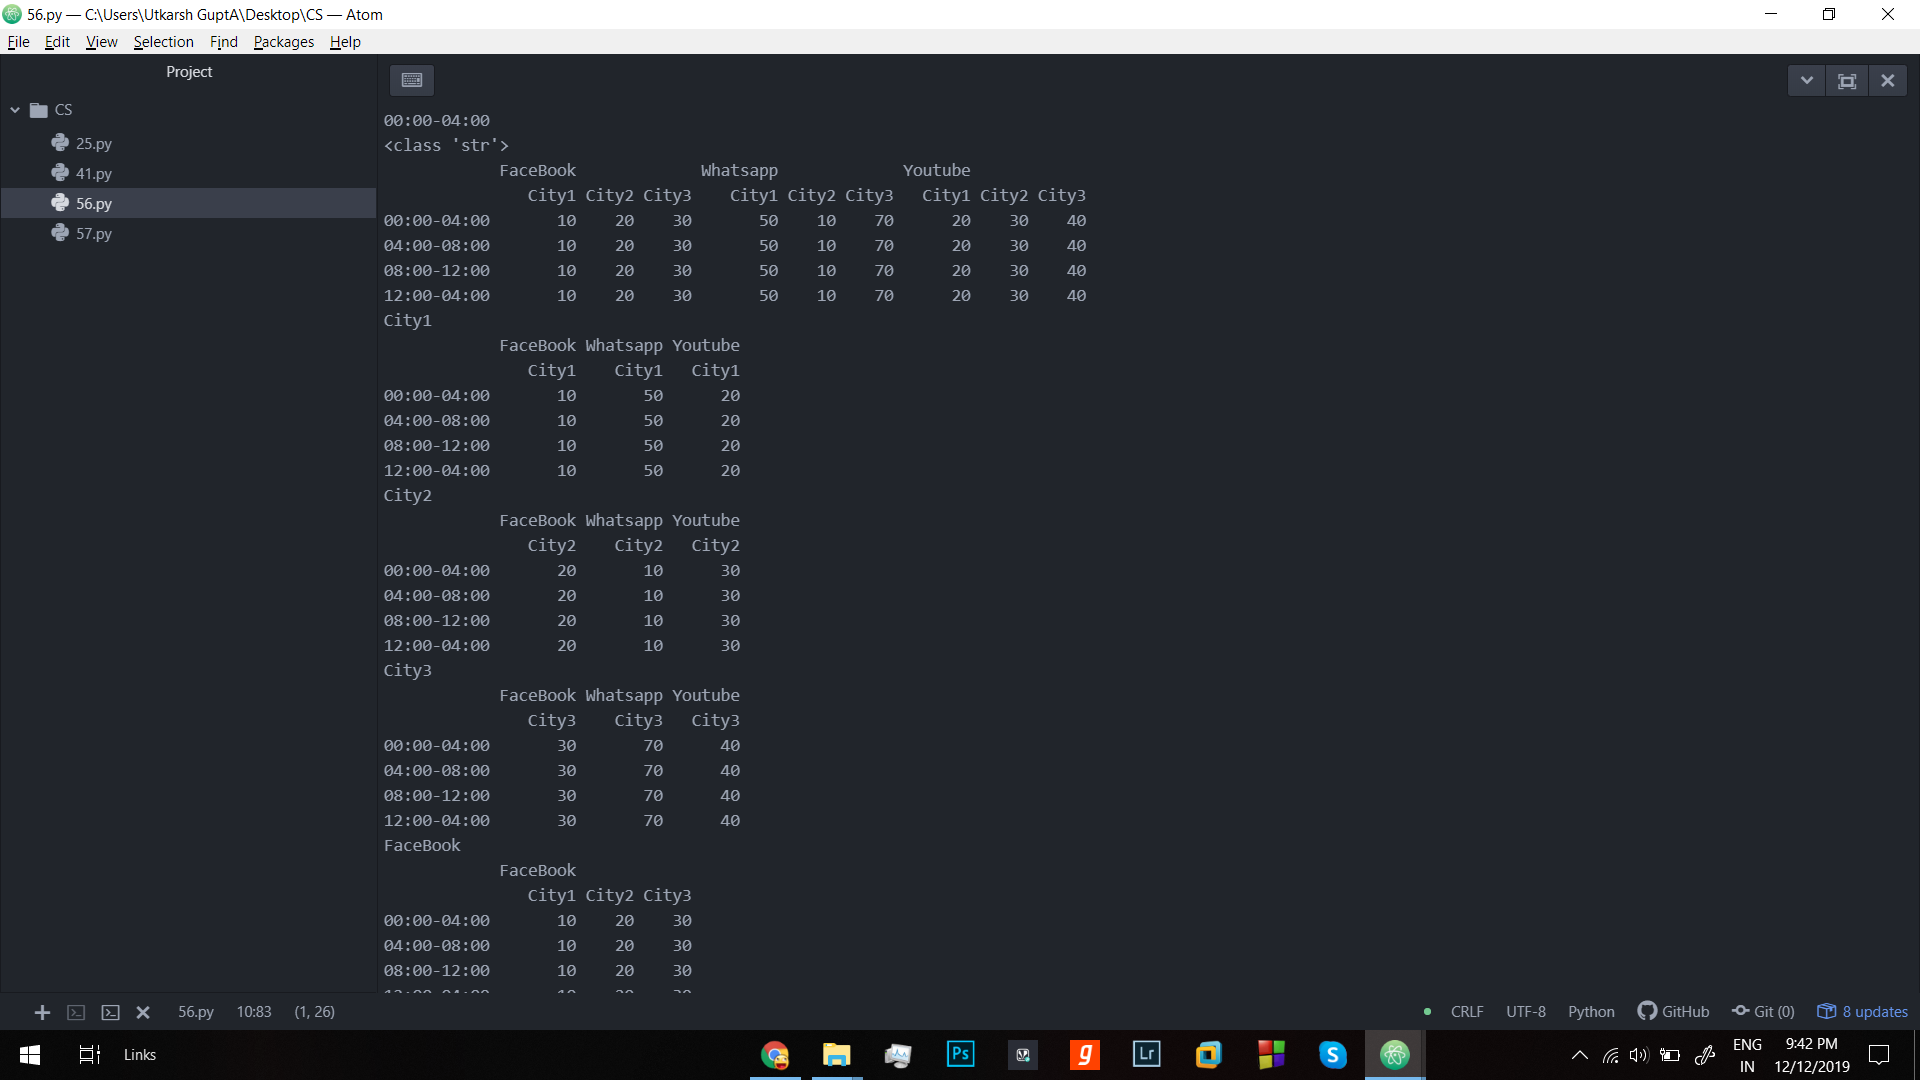 56.py — C:\Users\Utkarsh GuptA\Desktop\CS — Atom
File Edit View Selection Find Packages Help
Project
CS
25.py
41.py
56.py
57.py
00:00-04:00
<class 'str'>
FaceBook Whatsapp Youtube
City1 City2 City3 City1 City2 City3 City1 City2 City3
00:00-04:00 10 20 30 50 10 70 20 30 40
04:00-08:00 10 20 30 50 10 70 20 30 40
08:00-12:00 10 20 30 50 10 70 20 30 40
12:00-04:00 10 20 30 50 10 70 20 30 40
City1
FaceBook Whatsapp Youtube
City1 City1 City1
00:00-04:00 10 50 20
04:00-08:00 10 50 20
08:00-12:00 10 50 20
12:00-04:00 10 50 20
City2
FaceBook Whatsapp Youtube
City2 City2 City2
00:00-04:00 20 10 30
04:00-08:00 20 10 30
08:00-12:00 20 10 30
12:00-04:00 20 10 30
City3
FaceBook Whatsapp Youtube
City3 City3 City3
00:00-04:00 30 70 40
04:00-08:00 30 70 40
08:00-12:00 30 70 40
12:00-04:00 30 70 40
FaceBook
FaceBook
City1 City2 City3
00:00-04:00 10 20 30
04:00-08:00 10 20 30
08:00-12:00 10 20 30
12:00-04:00 10 20 30
56.py 10:83 (1, 26) CRLF UTF-8 Python GitHub Git (0) 8 updates
Links Ps g Lr S ENG 9:42 PM
IN 12/12/2019